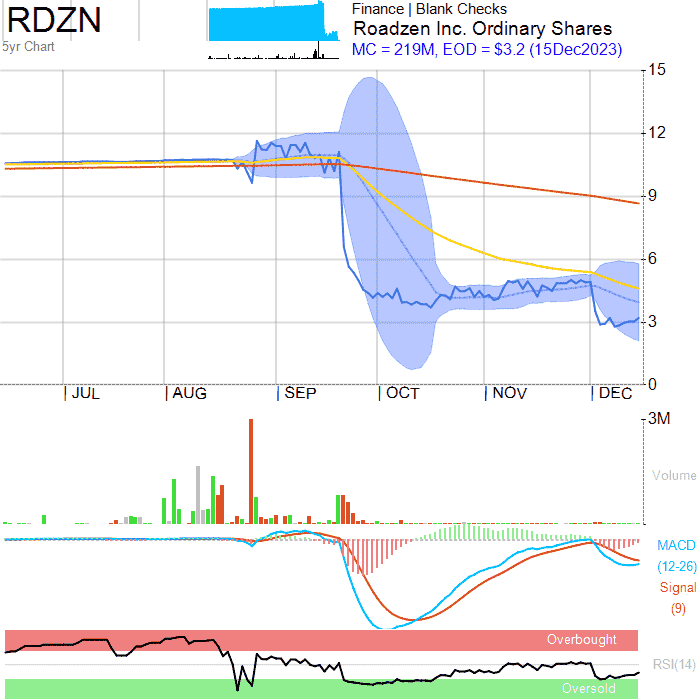 RDZN
5yr Chart
Finance | Blank Checks
Roadzen Inc. Ordinary Shares
MC = 219M, EOD = $3.2 (15Dec2023)
15
12
9
6
3
0
| JUL | AUG | SEP | OCT | NOV | DEC
3M
Volume
MACD
(12-26)
Signal
(9)
Overbought
RSI(14)
Oversold